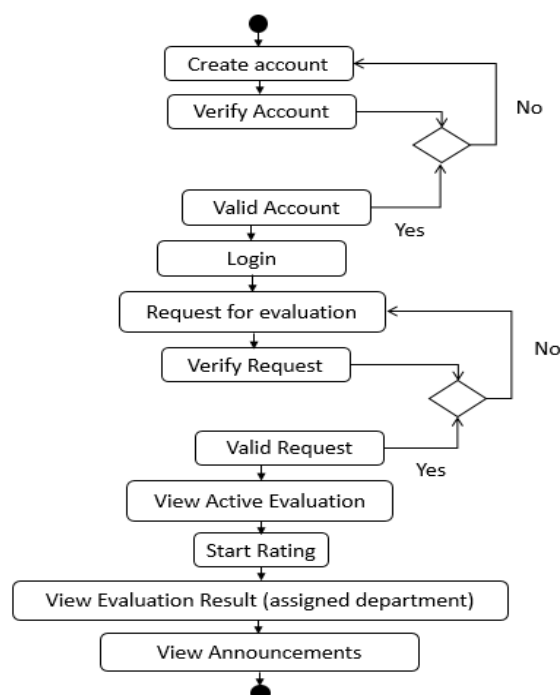 Create account
No
Verify Account
Valid Account
Yes
Login
Request for evaluation
No
Verify Request
Valid Request
Yes
View Active Evaluation
Start Rating
View Evaluation Result (assigned department)
View Announcements